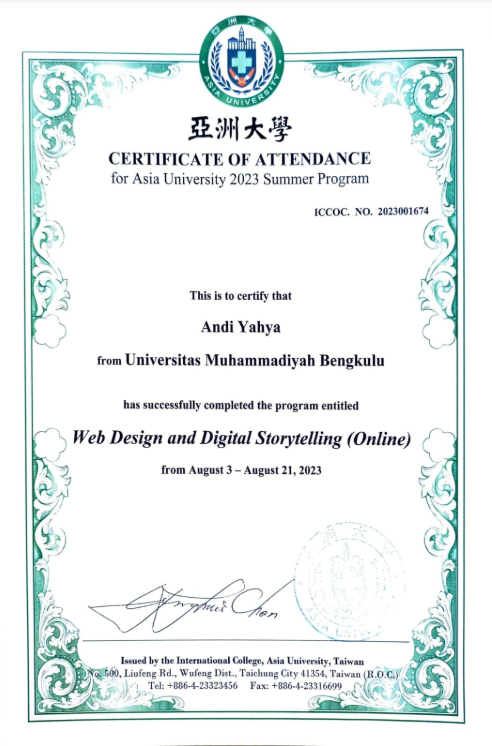 亞洲大學
ASIA UNIVERSITY
亞洲大學
CERTIFICATE OF ATTENDANCE
for Asia University 2023 Summer Program
ICCOC. NO. 2023001674
This is to certify that
Andi Yahya
from Universitas Muhammadiyah Bengkulu
has successfully completed the program entitled
Web Design and Digital Storytelling (Online)
from August 3 – August 21, 2023
Issued by the International College, Asia University, Taiwan
No. 500, Liufeng Rd., Wufeng Dist., Taichung City 41354, Taiwan (R.O.C.)
Tel: +886-4-23323456 Fax: +886-4-23316699